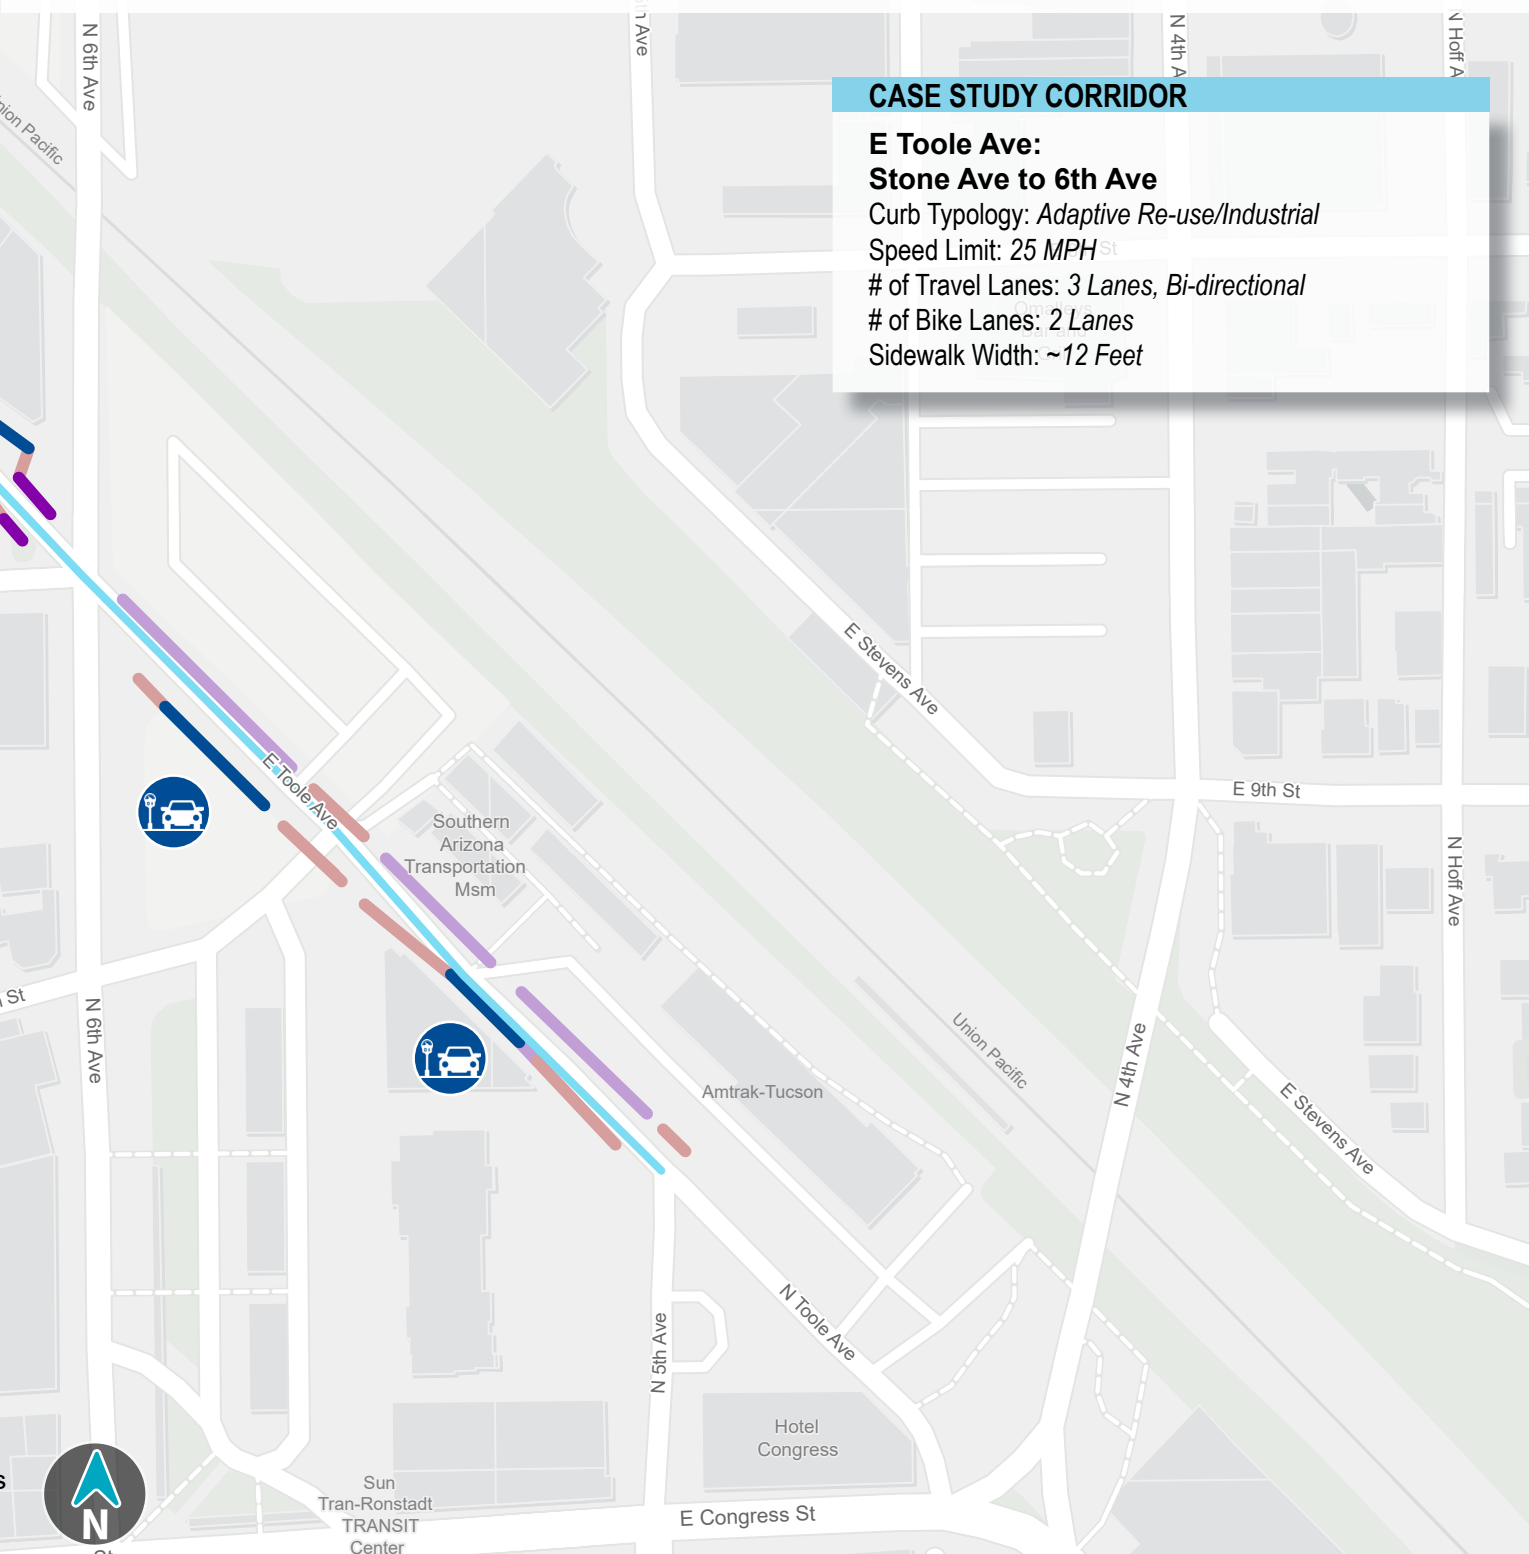 N 6th Ave
N 4th A
N Hoff A
Union Pacific
CASE STUDY CORRIDOR
E Toole Ave:
Stone Ave to 6th Ave
Curb Typology: Adaptive Re-use/Industrial
Speed Limit: 25 MPH
# of Travel Lanes: 3 Lanes, Bi-directional
# of Bike Lanes: 2 Lanes
Sidewalk Width: ~12 Feet
E Stevens Ave
E Toole Ave
E 9th St
Southern
Arizona
Transportation
Msm
N Hoff Ave
St
N 6th Ave
Union Pacific
N 4th Ave
Amtrak-Tucson
E Stevens Ave
N Toole Ave
N 5th Ave
Hotel
Congress
Sun
Tran-Ronstadt
TRANSIT
Center
E Congress St
N